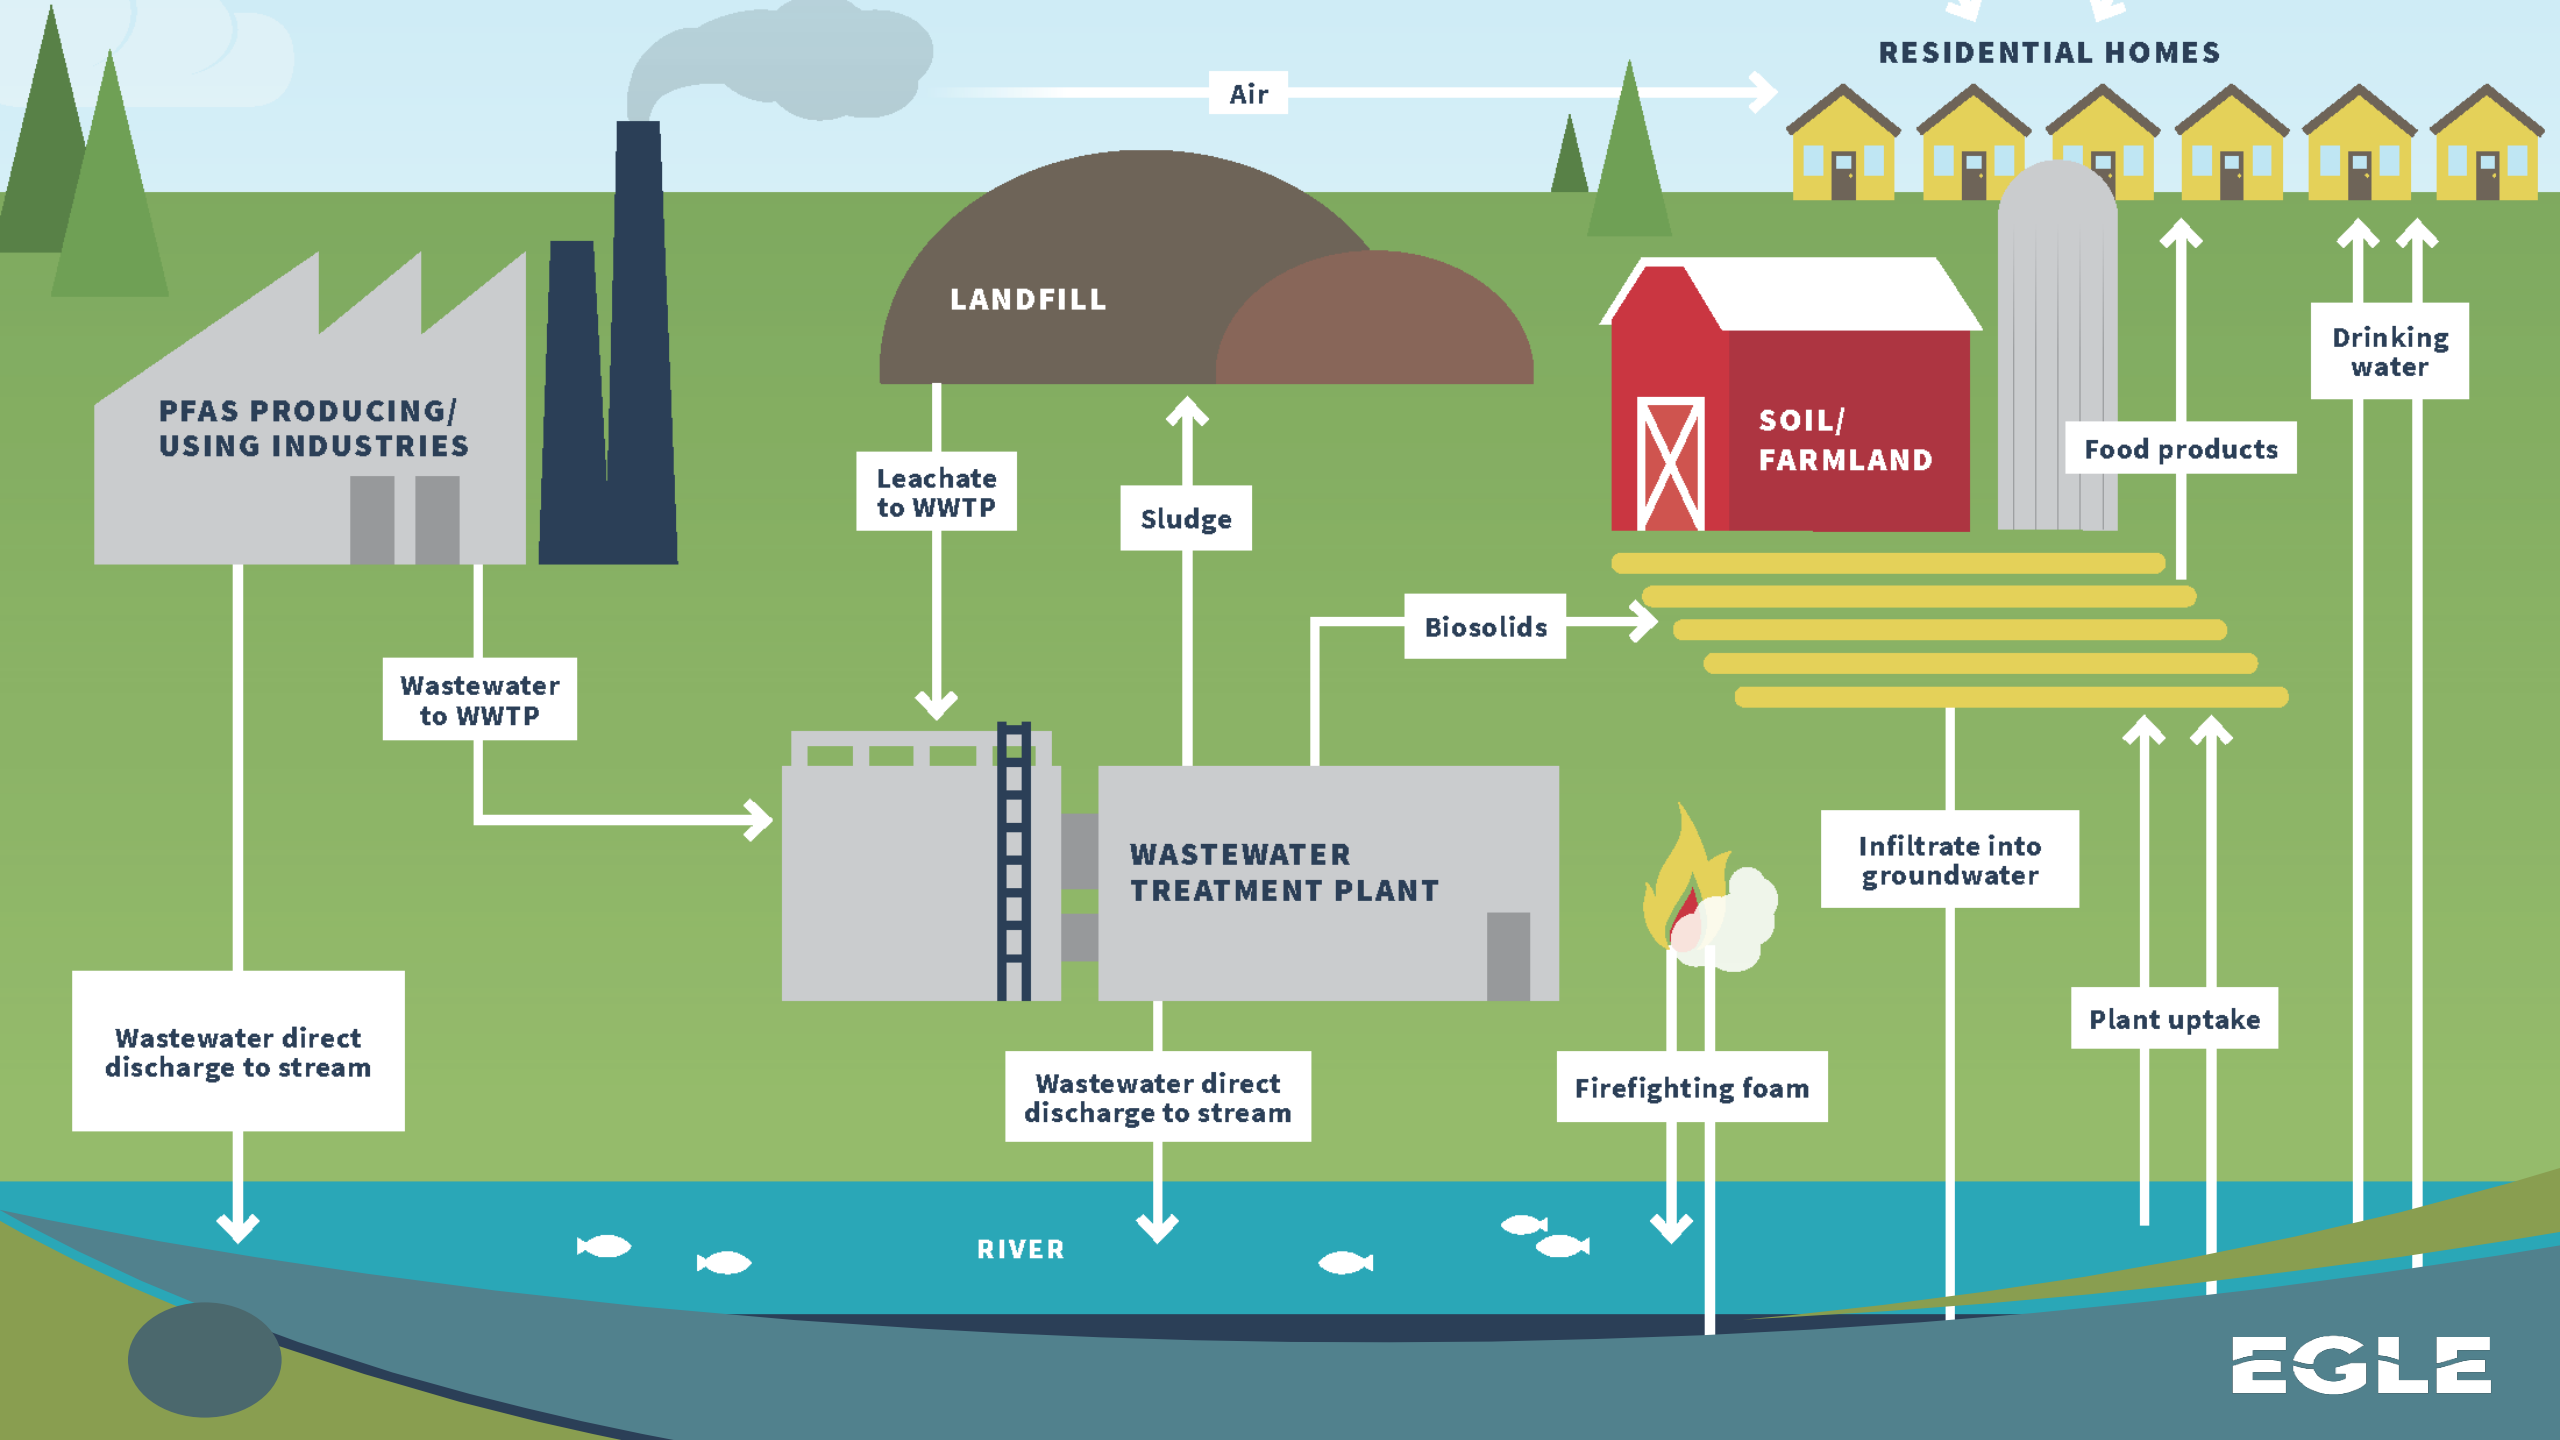 RESIDENTIAL HOMES
Air
LANDFILL
PFAS PRODUCING/
USING INDUSTRIES
Leachate
to WWTP
Sludge
SOIL/
FARMLAND
Drinking
water
Food products
Biosolids
Wastewater
to WWTP
WASTEWATER
TREATMENT PLANT
Infiltrate into
groundwater
Plant uptake
Wastewater direct
discharge to stream
Wastewater direct
discharge to stream
Firefighting foam
RIVER
EGLE